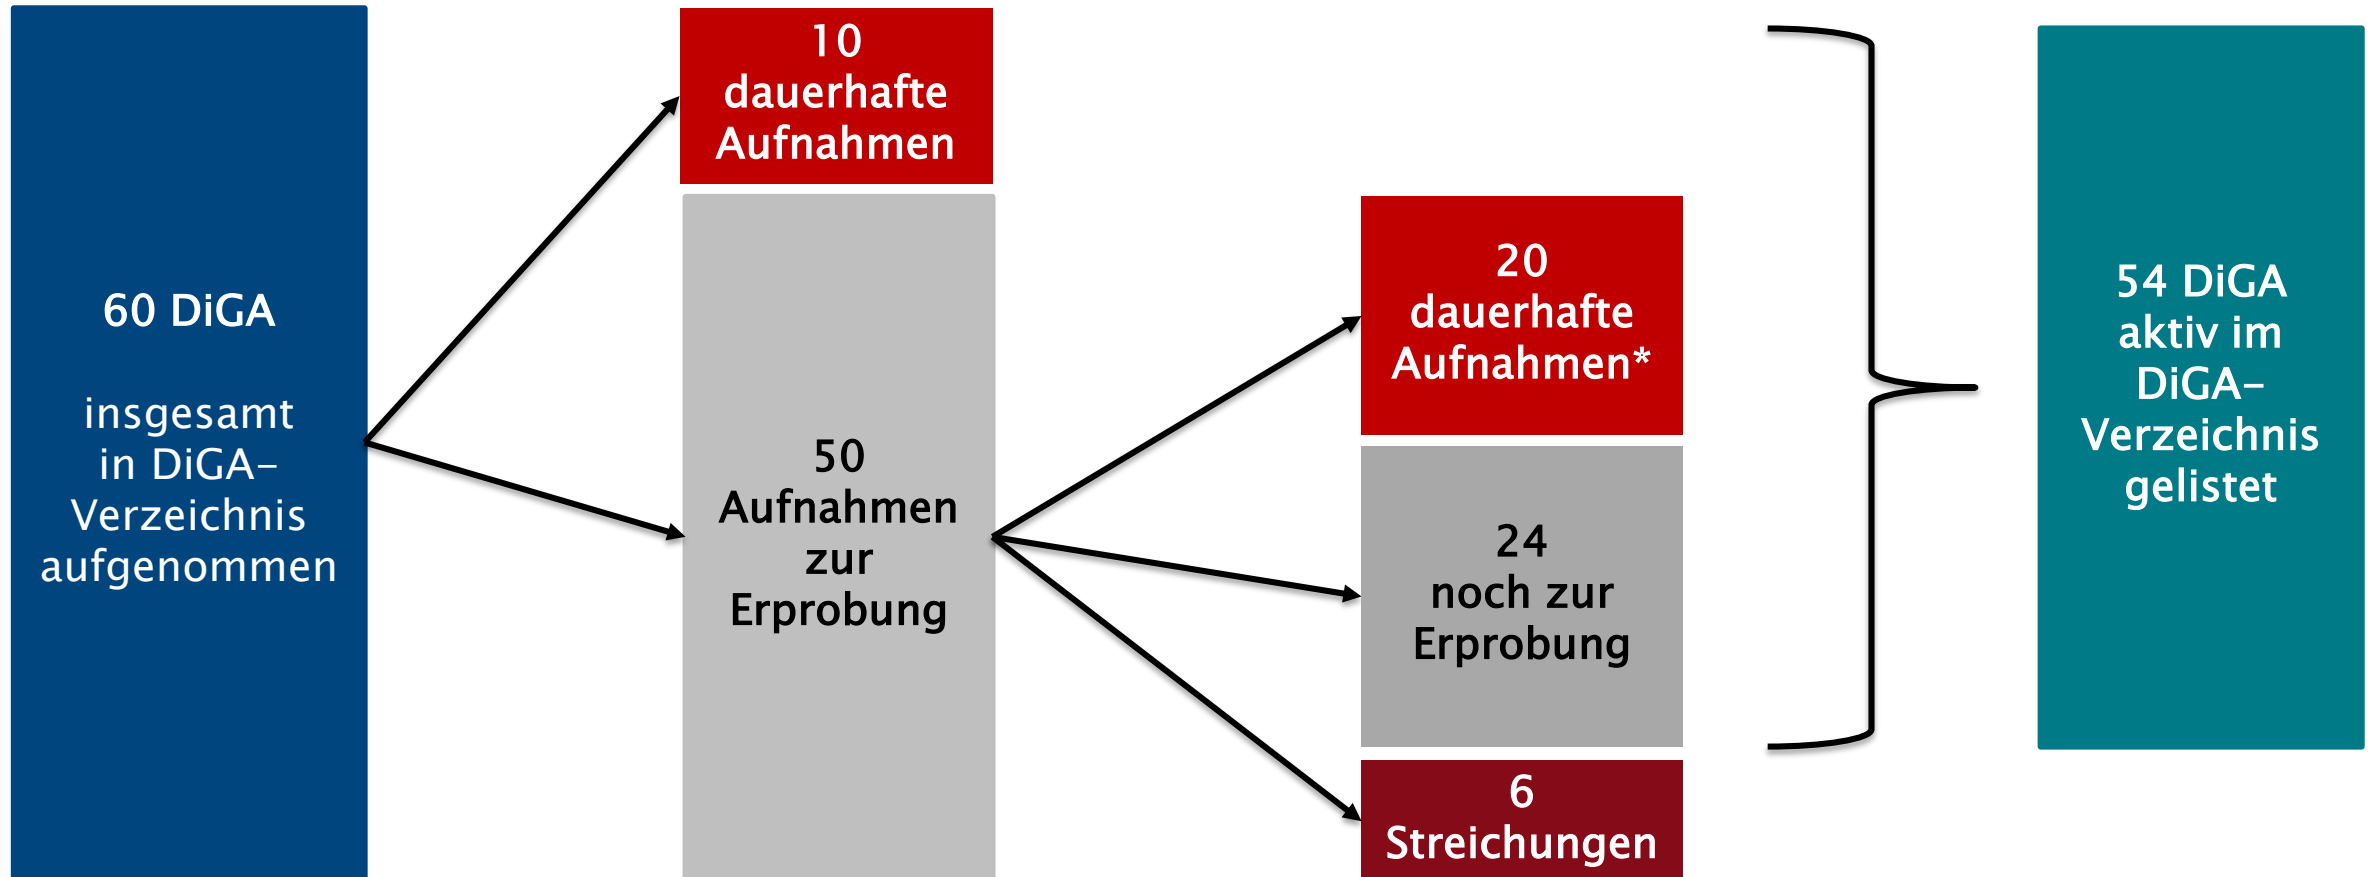 60 DiGA
insgesamt
in DiGA-
Verzeichnis
aufgenommen
10
dauerhafte
Aufnahmen
50
Aufnahmen
zur
Erprobung
20
dauerhafte
Aufnahmen*
24
noch zur
Erprobung
6
Streichungen
54 DiGA
aktiv im
DiGA-
Verzeichnis
gelistet